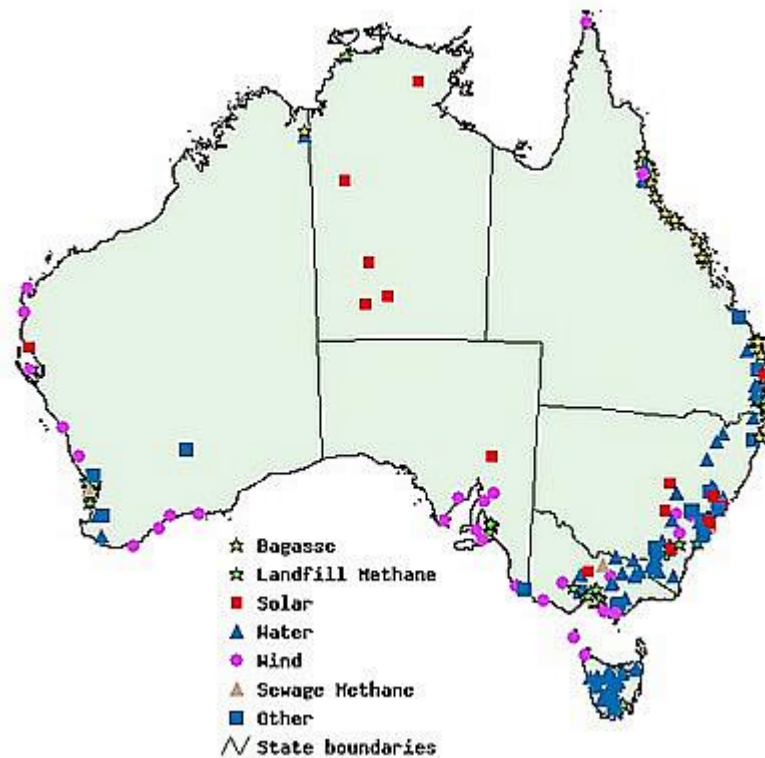 Bagasse
Landfill Methane
Solar
Water
Wind
Sewage Methane
Other
State boundaries